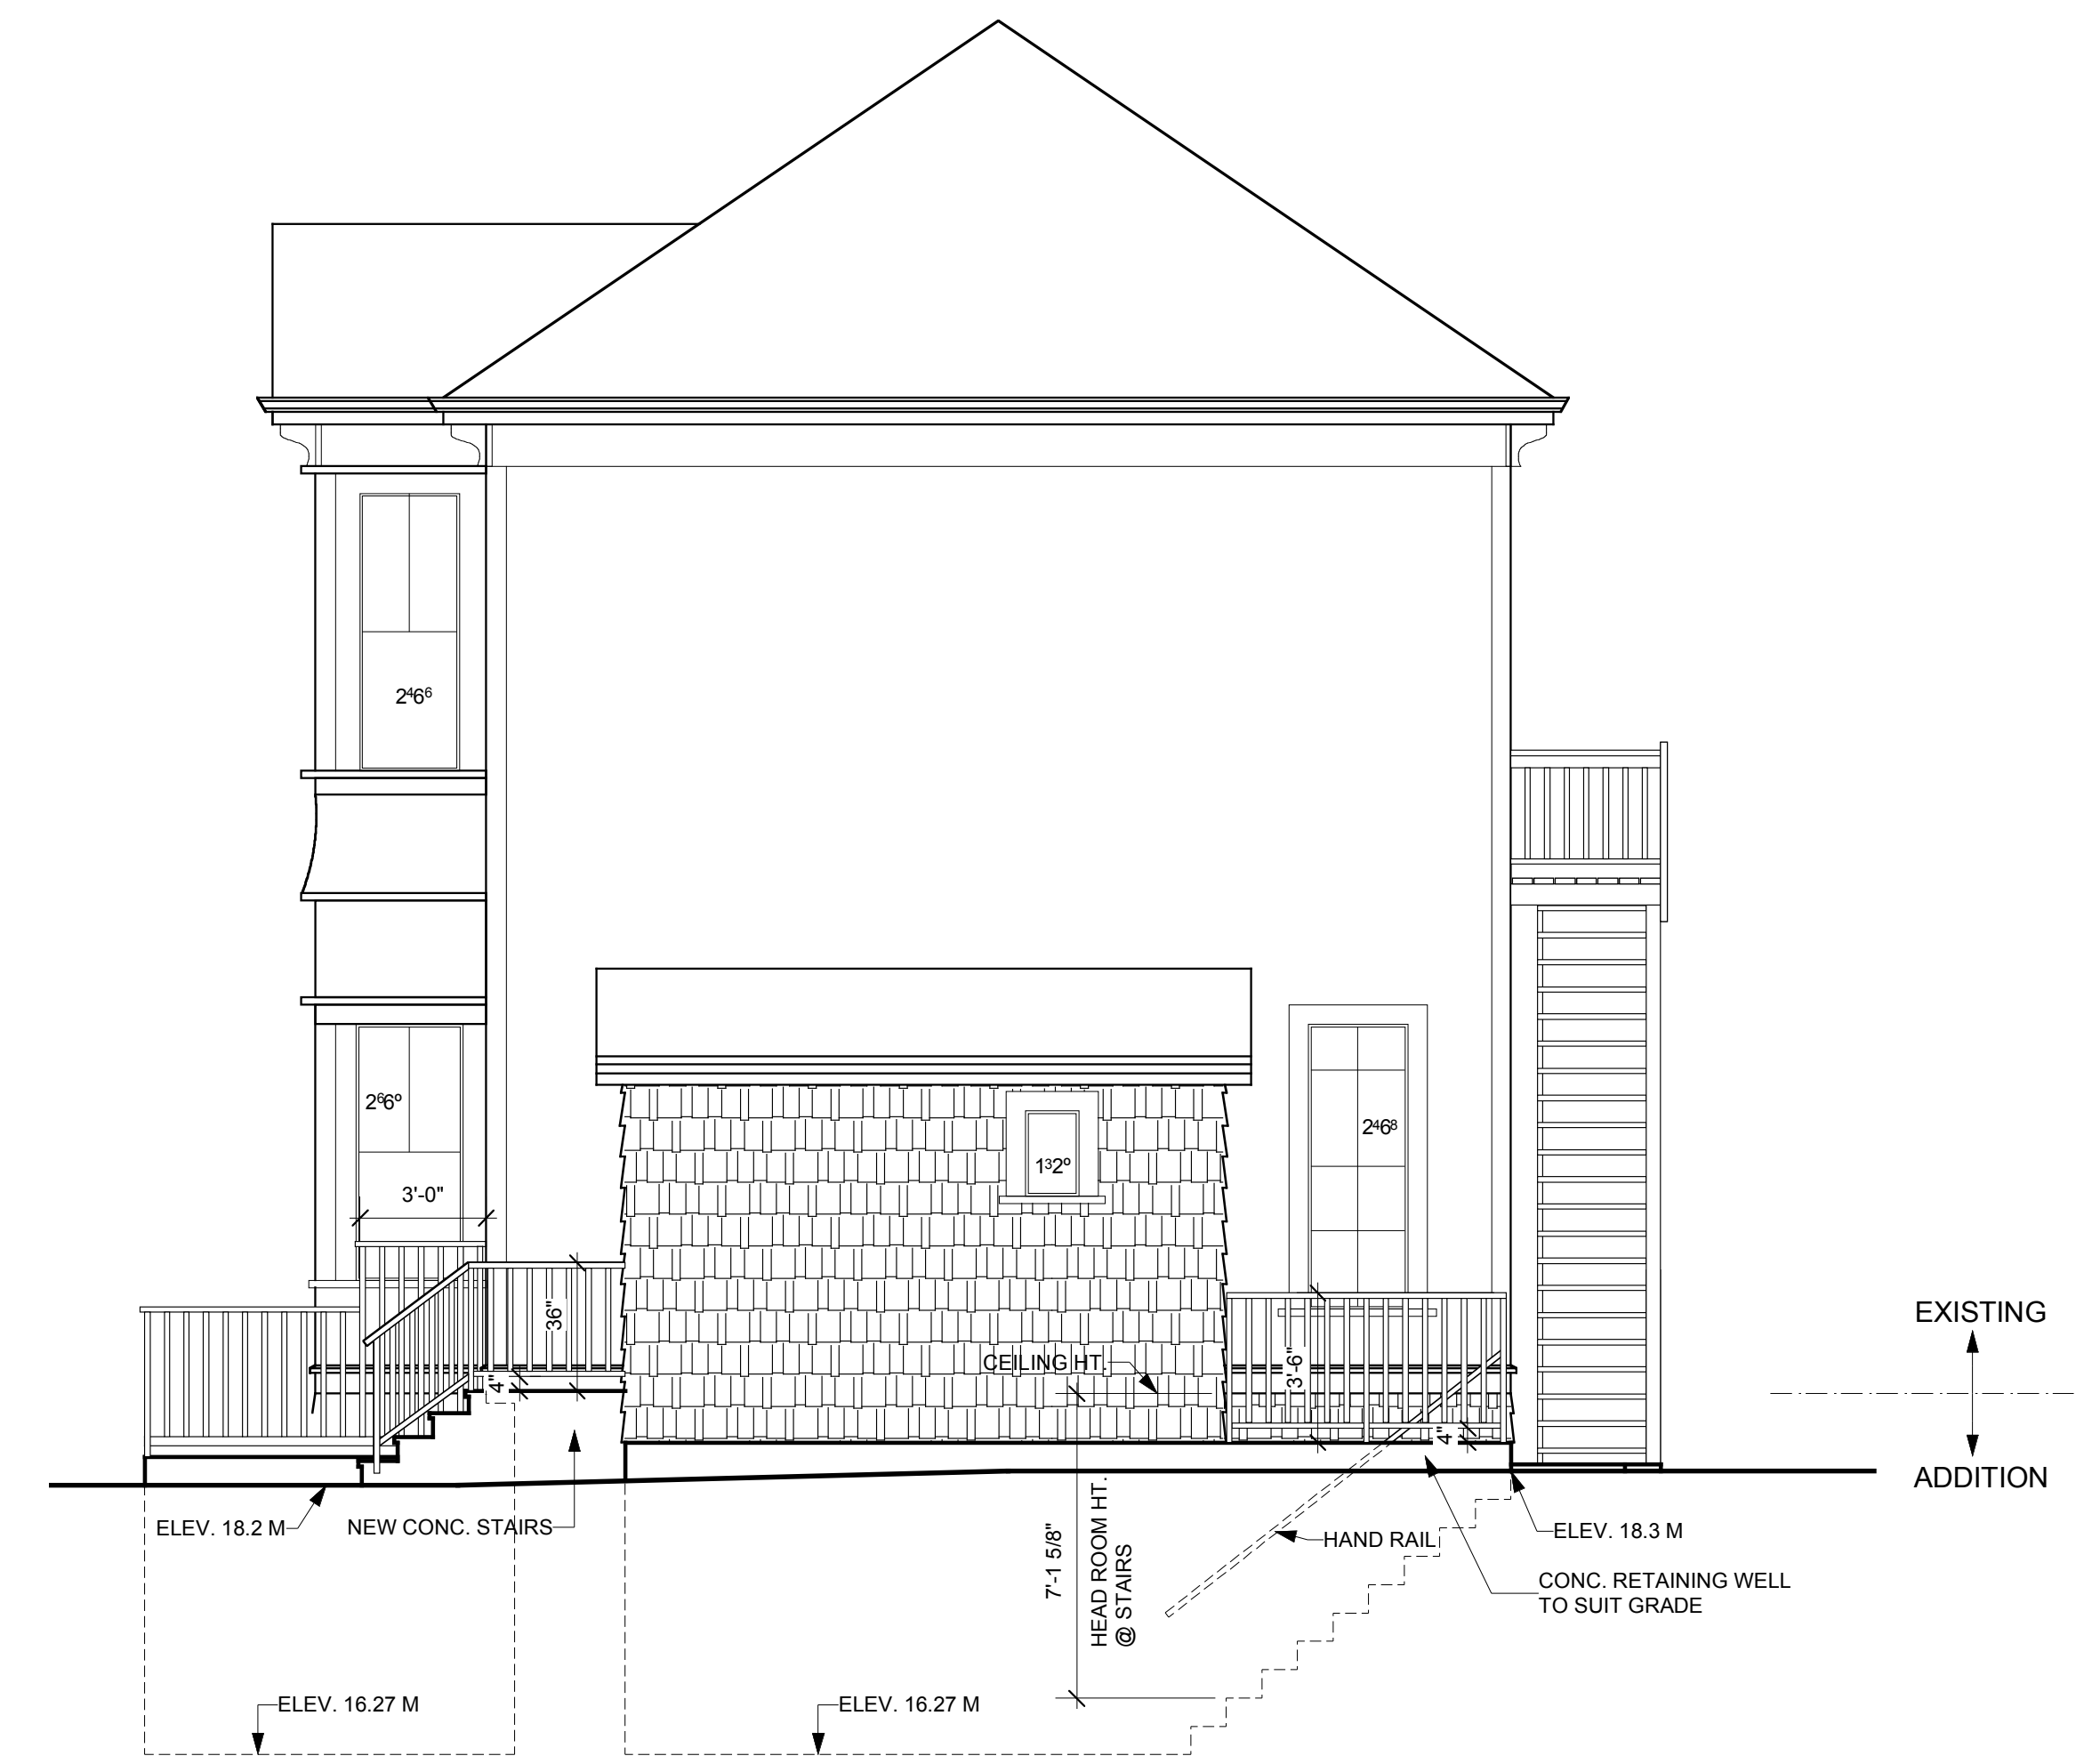 2⁴6⁶
2⁶6º
3'-0"
1³2º
2⁴6⁸
36"
4"
CEILING HT.
3'-6"
4"
EXISTING
ADDITION
ELEV. 18.2 M
NEW CONC. STAIRS
7'-1 5/8"
HEAD ROOM HT.
@ STAIRS
HAND RAIL
ELEV. 18.3 M
CONC. RETAINING WELL
TO SUIT GRADE
ELEV. 16.27 M
ELEV. 16.27 M